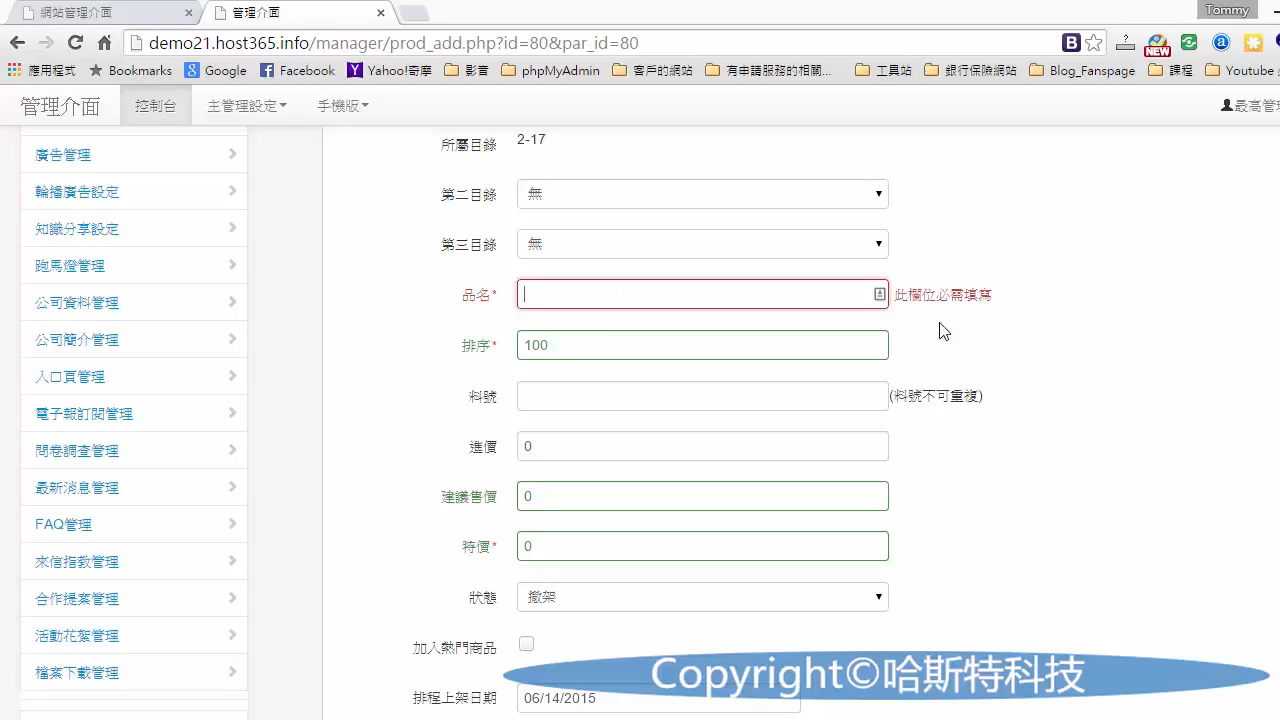 網站管理介面
管理介面
Tommy
demo21.host365.info/manager/prod_add.php?id=80&par_id=80
B
NEW
應用程式 Bookmarks Google Facebook Yahoo!奇摩 影音 phpMyAdmin 客戶的網站 有申請服務的相關... 工具站 銀行保險網站 Blog_Fanspage 課程 Youtube
管理介面 控制台 主管理設定 手機版 最高管
廣告管理
輪播廣告設定
知識分享設定
跑馬燈管理
公司資料管理
公司簡介管理
入口頁管理
電子報訂閱管理
問卷調查管理
最新消息管理
FAQ管理
來信指教管理
合作提案管理
活動花絮管理
檔案下載管理
所屬目錄 2-17
第二目錄 無
第三目錄 無
品名* 此欄位必需填寫
排序* 100
料號 (料號不可重複)
進價 0
建議售價 0
特價* 0
狀態 撤架
加入熱門商品
排程上架日期 06/14/2015
Copyright©哈斯特科技